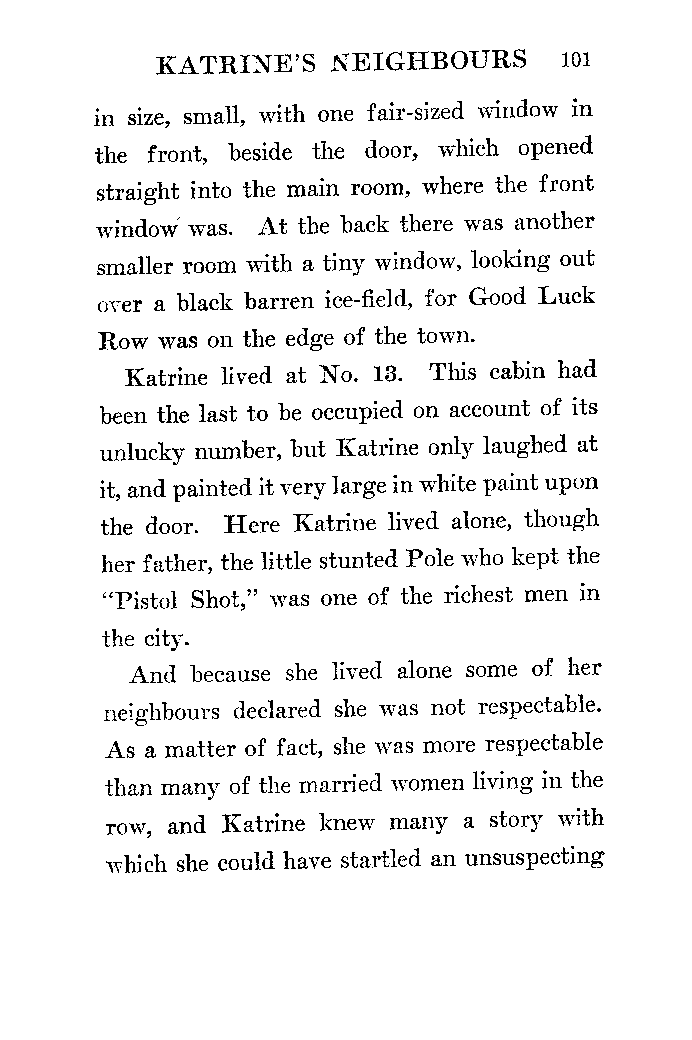 KATRINE'S NEIGHBOURS 101
in size, small, with one fair-sized window in
the front, beside the door, which opened
straight into the main room, where the front
window was. At the back there was another
smaller room with a tiny window, looking out
over a black barren ice-field, for Good Luck
Row was on the edge of the town.
Katrine lived at No. 13. This cabin had
been the last to be occupied on account of its
unlucky number, but Katrine only laughed at
it, and painted it very large in white paint upon
the door. Here Katrine lived alone, though
her father, the little stunted Pole who kept the
“Pistol Shot,” was one of the richest men in
the city.
And because she lived alone some of her
neighbours declared she was not respectable.
As a matter of fact, she was more respectable
than many of the married women living in the
row, and Katrine knew many a story with
which she could have startled an unsuspecting